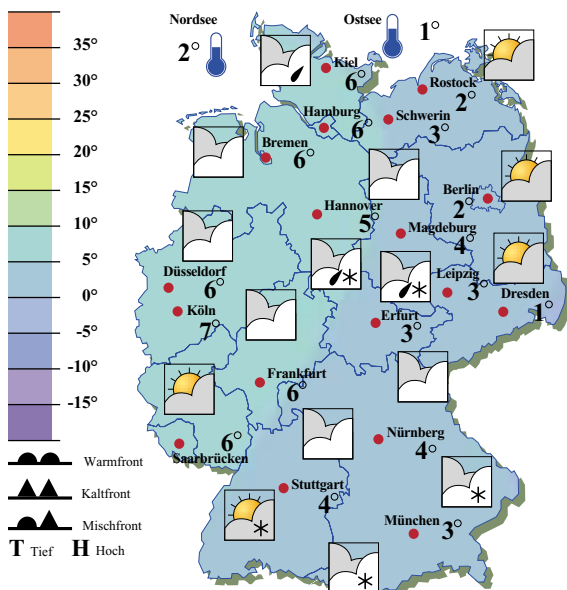 Nordsee
2°
Ostsee
1°
35°
30°
25°
20°
15°
10°
5°
0°
-5°
-10°
-15°
Kiel
6°
Rostock
2°
Hamburg
6°
Schwerin
3°
Bremen
6°
Berlin
2°
Hannover
5°
Magdeburg
4°
Düsseldorf
6°
Leipzig
3°
Dresden
1°
Köln
7°
Erfurt
3°
Frankfurt
6°
Nürnberg
4°
6°
Saarbrücken
Stuttgart
4°
München
3°
Warmfront
Kaltfront
Mischfront
T Tief H Hoch